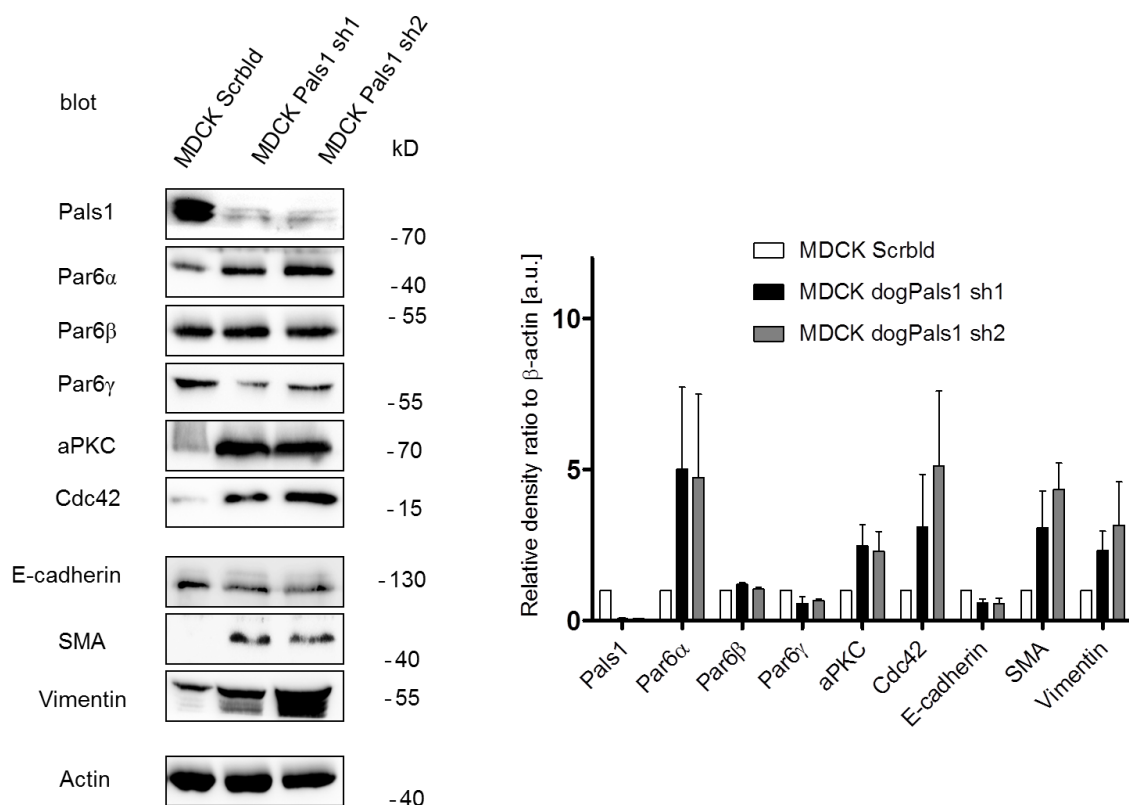 blot
MDCK Scrbld
MDCK Pals1 sh1
MDCK Pals1 sh2
kD
Pals1
- 70
Par6α
- 40
- 55
Par6β
Par6γ
- 55
aPKC
- 70
Cdc42
- 15
E-cadherin
- 130
SMA
- 40
Vimentin
- 55
Actin
- 40
MDCK Scrbld
MDCK dogPals1 sh1
MDCK dogPals1 sh2
Relative density ratio to β-actin [a.u.]
10
5
0
Pals1
Par6α
Par6β
Par6γ
aPKC
Cdc42
E-cadherin
SMA
Vimentin